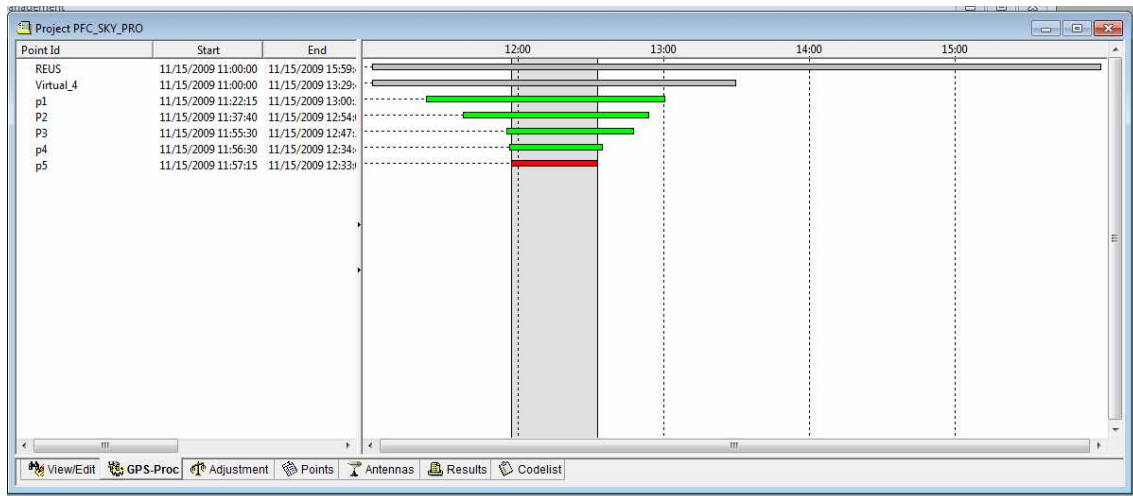 Project PFC_SKY_PRO
Point Id Start End 12:00 13:00 14:00 15:00
REUS 11/15/2009 11:00:00 11/15/2009 15:59:
Virtual_4 11/15/2009 11:00:00 11/15/2009 13:29:
p1 11/15/2009 11:22:15 11/15/2009 13:00:
P2 11/15/2009 11:37:40 11/15/2009 12:54:
P3 11/15/2009 11:55:30 11/15/2009 12:47:
p4 11/15/2009 11:56:30 11/15/2009 12:34:
p5 11/15/2009 11:57:15 11/15/2009 12:33:
View/Edit GPS-Proc Adjustment Points Antennas Results Codelist